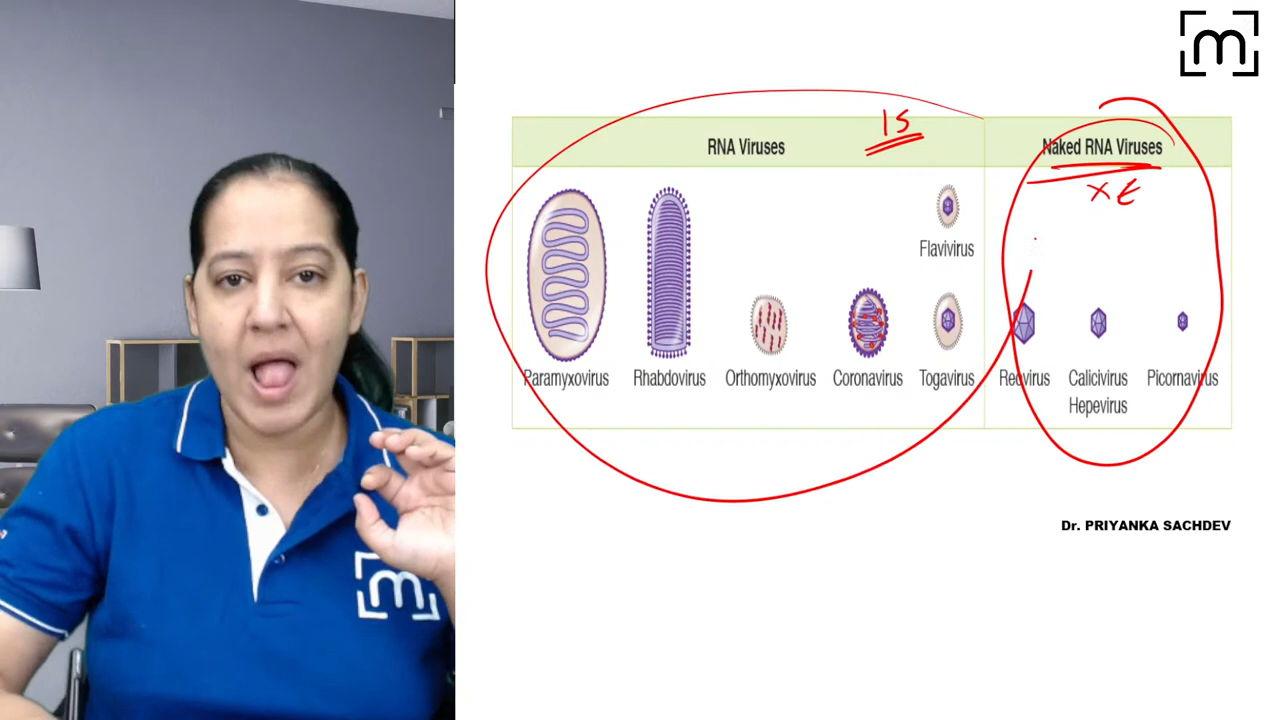 m
RNA Viruses
15
Naked RNA Viruses
XE
Flavivirus
Paramyxovirus
Rhabdovirus
Orthomyxovirus
Coronavirus
Togavirus
Reovirus
Calicivirus
Hepevirus
Picornavirus
Dr. PRIYANKA SACHDEV
m